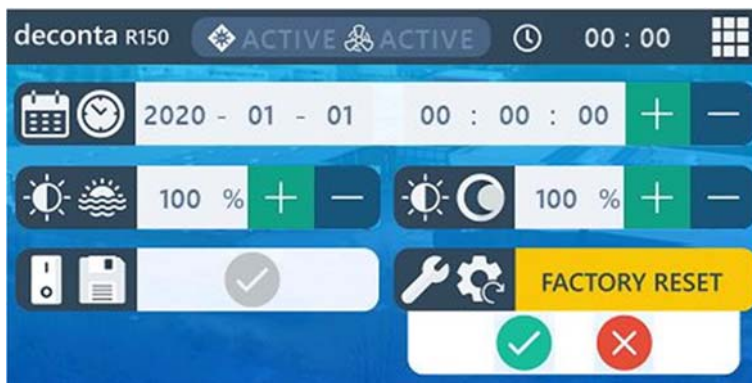 deconta R150 ACTIVE ACTIVE 00 : 00
2020 - 01 - 01 00 : 00 : 00 + −
100 % + − 100 % + −
FACTORY RESET